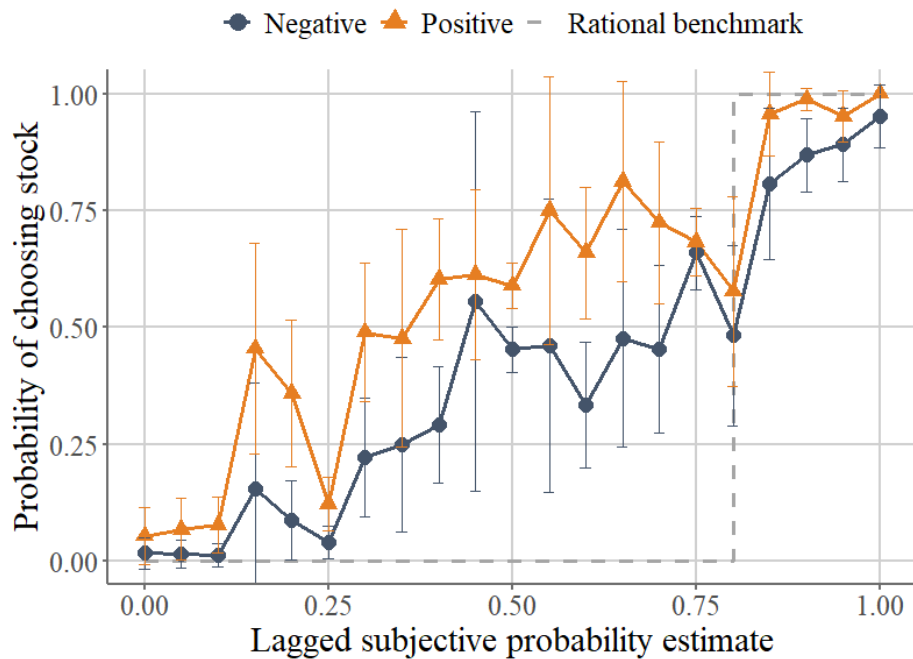 Negative Positive Rational benchmark
Probability of choosing stock
1.00
0.75
0.50
0.25
0.00
0.00 0.25 0.50 0.75 1.00
Lagged subjective probability estimate